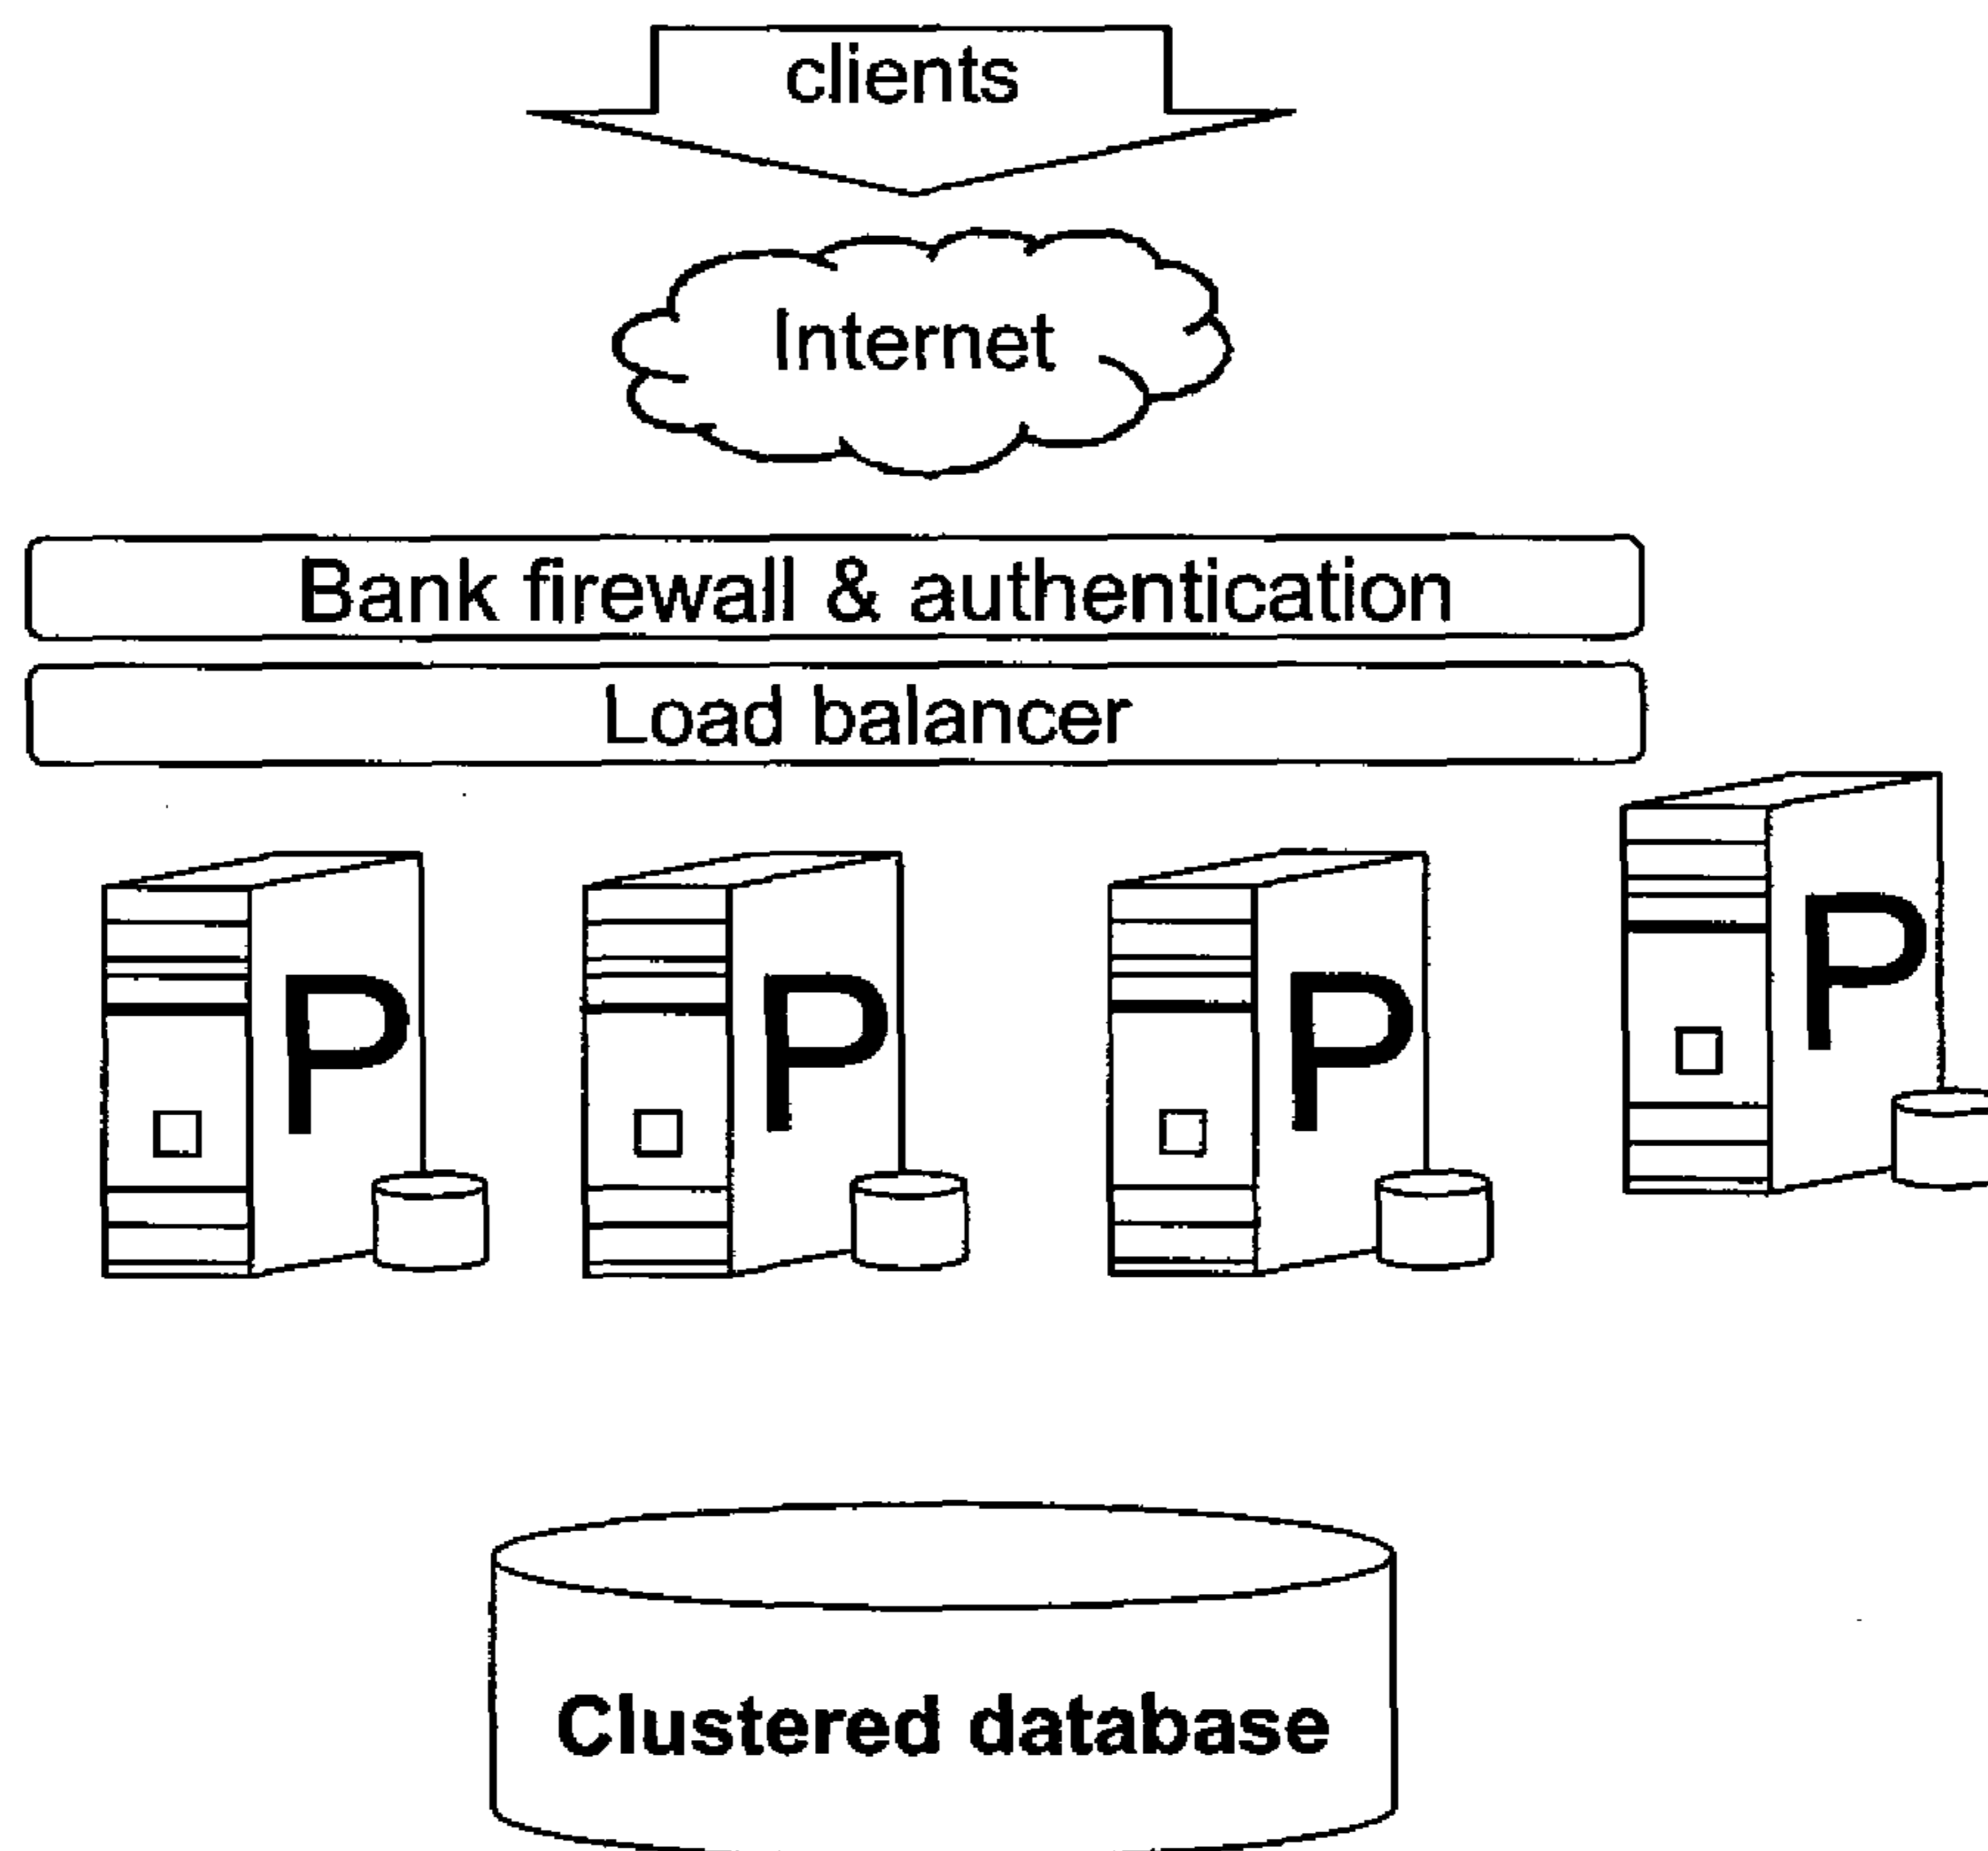 clients
Internet
Bank firewall & authentication
Load balancer
P
P
P
P
Clustered database